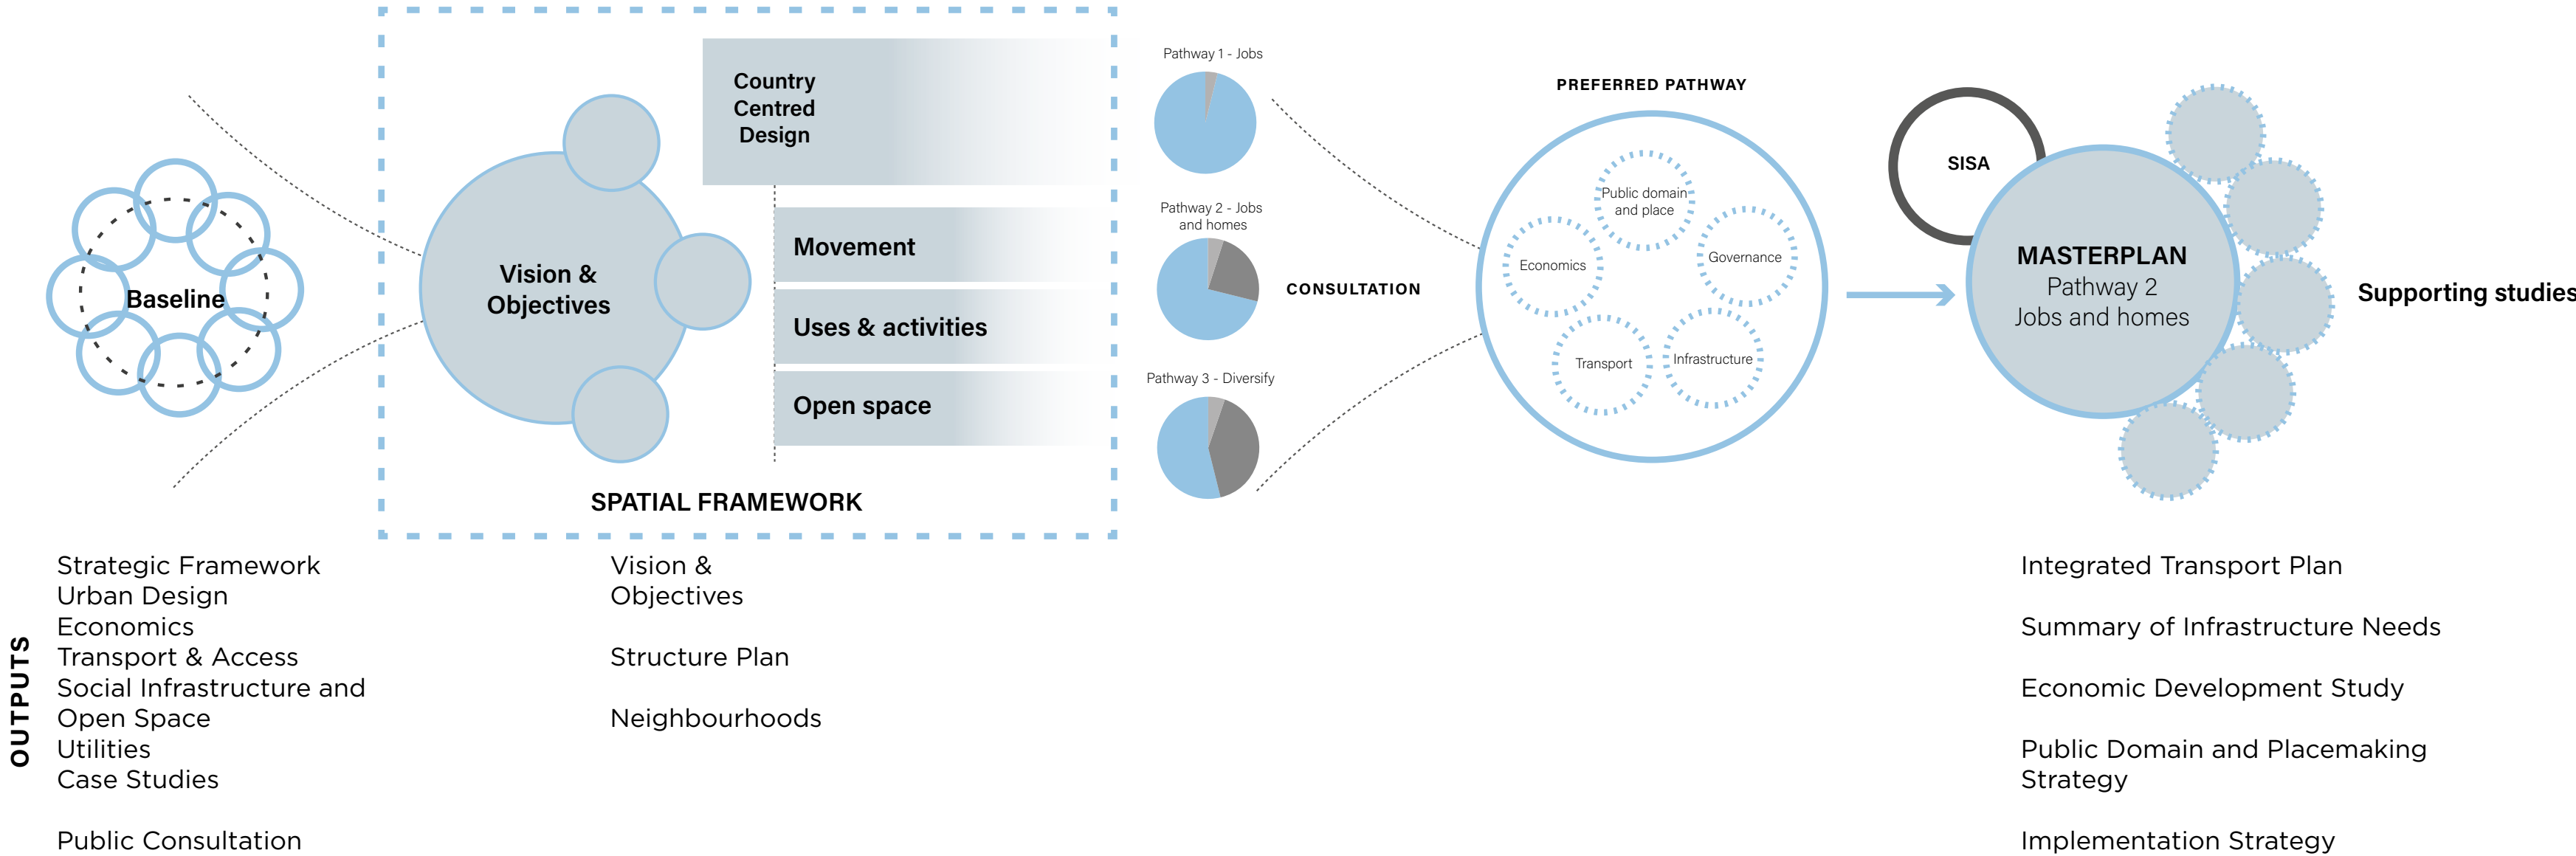 Baseline
Vision &
Objectives
Country
Centred
Design
Movement
Uses & activities
Open space
SPATIAL FRAMEWORK
Pathway 1 - Jobs
Pathway 2 - Jobs
and homes
Pathway 3 - Diversify
CONSULTATION
PREFERRED PATHWAY
Public domain
and place
Economics
Governance
Transport
Infrastructure
SISA
MASTERPLAN
Pathway 2
Jobs and homes
Supporting studies
OUTPUTS
Strategic Framework
Urban Design
Economics
Transport & Access
Social Infrastructure and
Open Space
Utilities
Case Studies
Public Consultation
Vision &
Objectives
Structure Plan
Neighbourhoods
Integrated Transport Plan
Summary of Infrastructure Needs
Economic Development Study
Public Domain and Placemaking
Strategy
Implementation Strategy